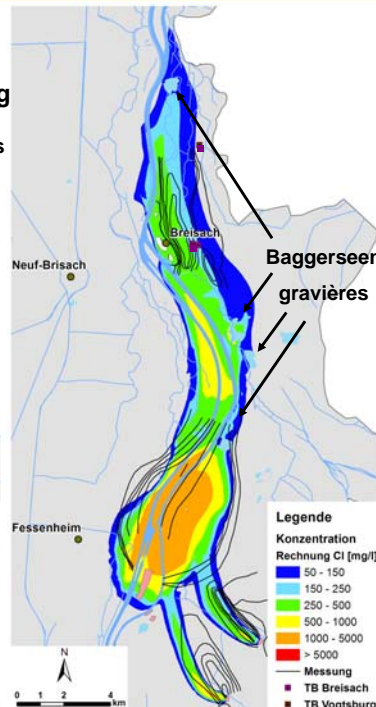 g
s
Breisach
Neuf-Brisach
Baggerseen
gravières
Fessenheim
Legende
Konzentration
Rechnung Cl [mg/l]
50 - 150
150 - 250
250 - 500
500 - 1000
1000 - 5000
> 5000
Messung
TB Breisach
TB Vogtsburg
N
0 1 2 4
km